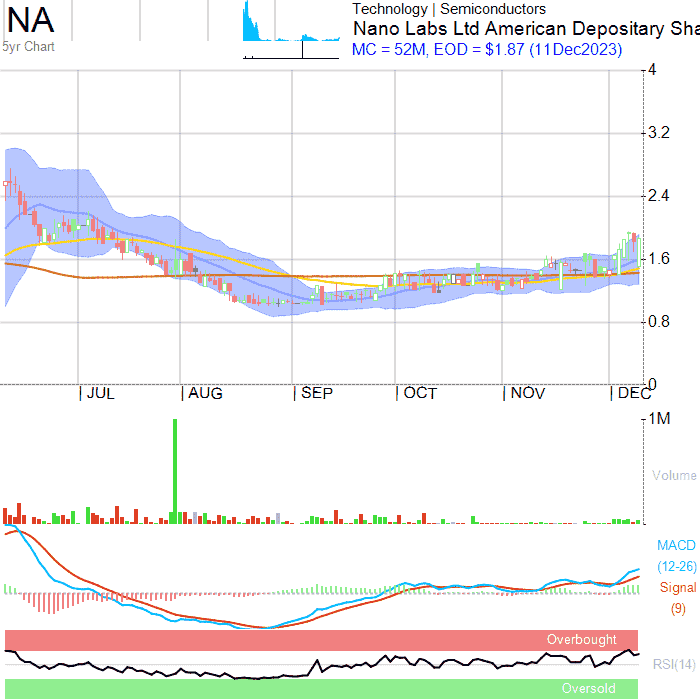 NA
5yr Chart
Technology | Semiconductors
Nano Labs Ltd American Depositary Sha
MC = 52M, EOD = $1.87 (11Dec2023)
4
3.2
2.4
1.6
0.8
0
JUL AUG SEP OCT NOV DEC
1M
Volume
MACD
(12-26)
Signal
(9)
Overbought
RSI(14)
Oversold